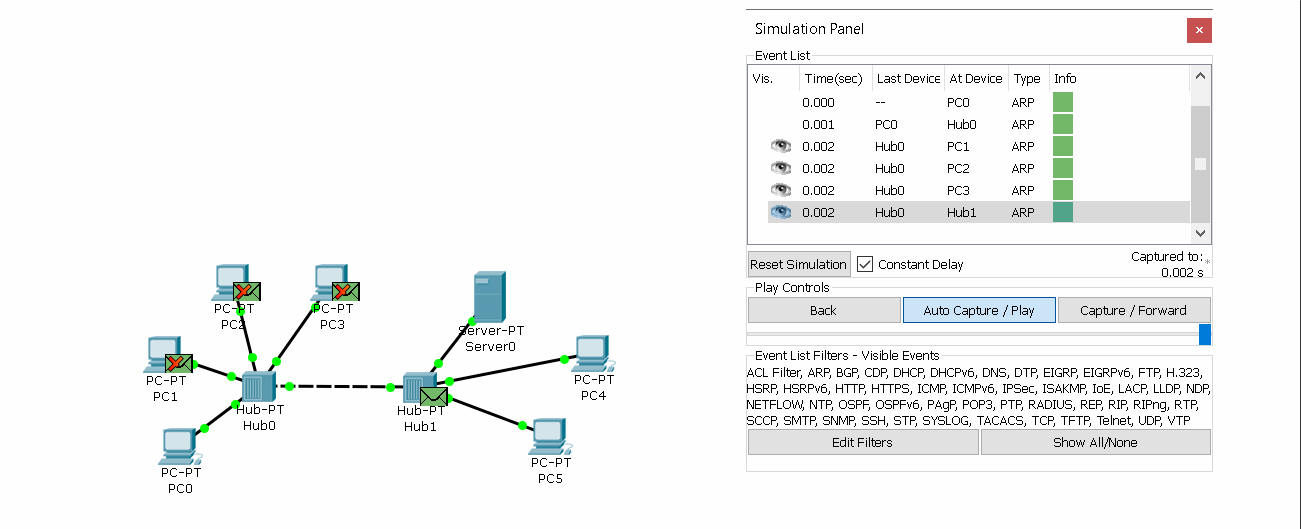 Simulation Panel
Event List
Vis. Time(sec) Last Device At Device Type Info
0.000 -- PC0 ARP
0.001 PC0 Hub0 ARP
0.002 Hub0 PC1 ARP
0.002 Hub0 PC2 ARP
0.002 Hub0 PC3 ARP
0.002 Hub0 Hub1 ARP
Reset Simulation Constant Delay Captured to: *
0.002 s
Play Controls
Back Auto Capture / Play Capture / Forward
Event List Filters - Visible Events
ACL Filter, ARP, BGP, CDP, DHCP, DHCPv6, DNS, DTP, EIGRP, EIGRPv6, FTP, H.323,
HSRP, HSRPv6, HTTP, HTTPS, ICMP, ICMPv6, IPSec, ISAKMP, IoE, LACP, LLDP, NDP,
NETFLOW, NTP, OSPF, OSPFv6, PAgP, POP3, PTP, RADIUS, REP, RIP, RIPng, RTP,
SCCP, SMTP, SNMP, SSH, STP, SYSLOG, TACACS, TCP, TFTP, Telnet, UDP, VTP
Edit Filters Show All/None
PC-PT
PC2
PC-PT
PC3
Server-PT
Server0
PC-PT
PC1
Hub-PT
Hub0
Hub-PT
Hub1
PC-PT
PC4
PC-PT
PC0
PC-PT
PC5